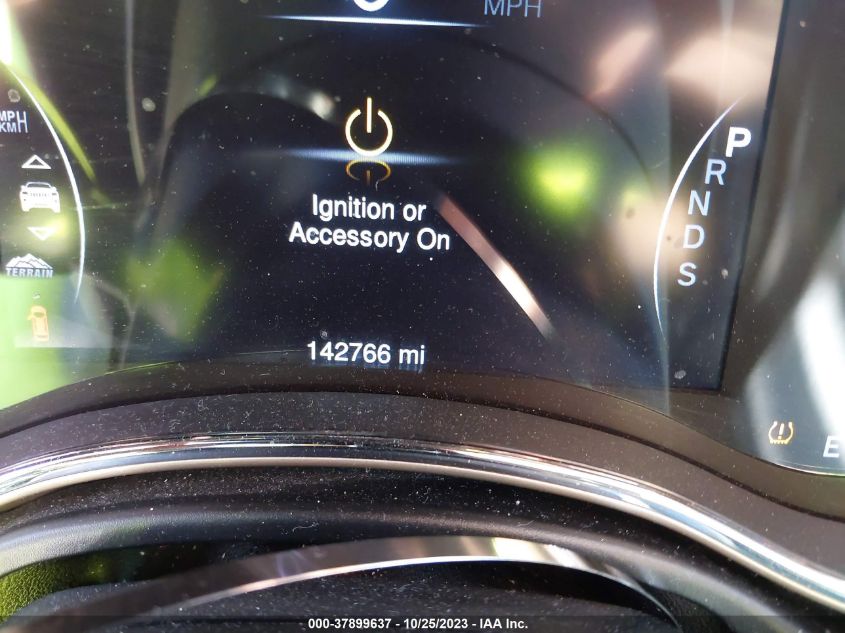 MPH
MPH
KMH
Ignition or
Accessory On
P
R
N
D
S
TERRAIN
142766 mi
E
000-37899637 - 10/25/2023 - IAA Inc.